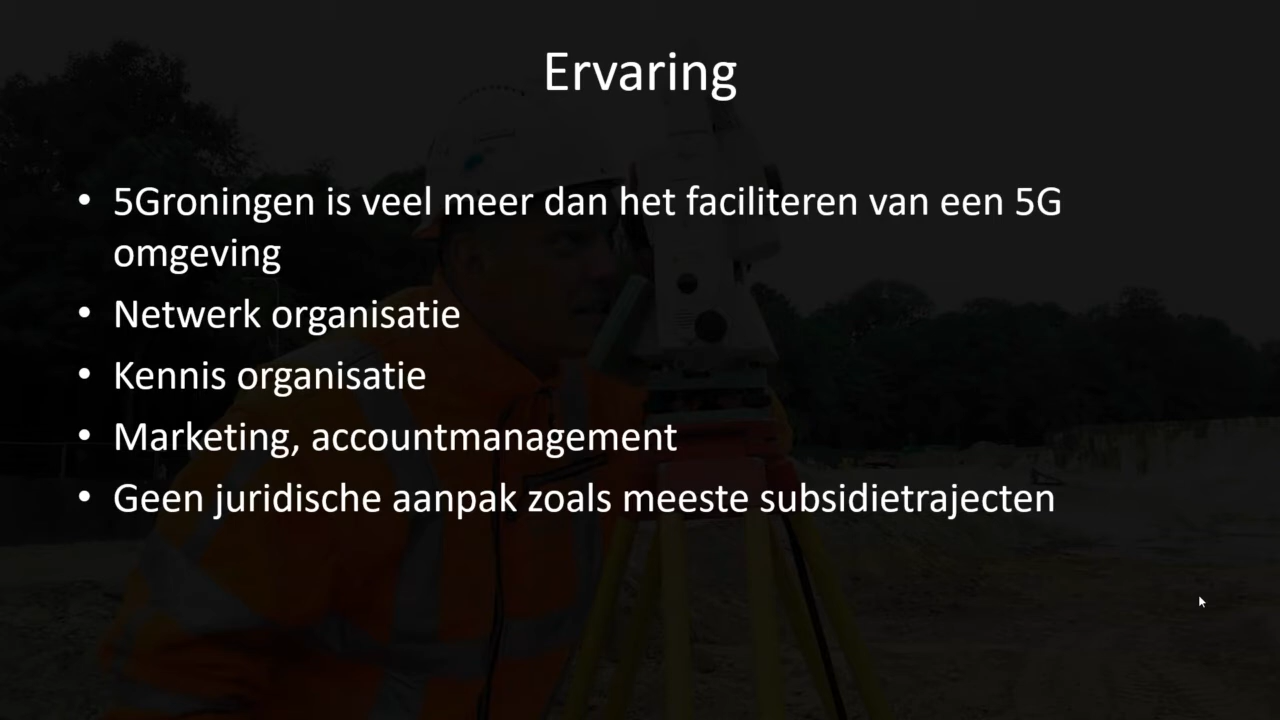 Ervaring
• 5Groningen is veel meer dan het faciliteren van een 5G
omgeving
• Netwerk organisatie
• Kennis organisatie
• Marketing, accountmanagement
• Geen juridische aanpak zoals meeste subsidietrajecten